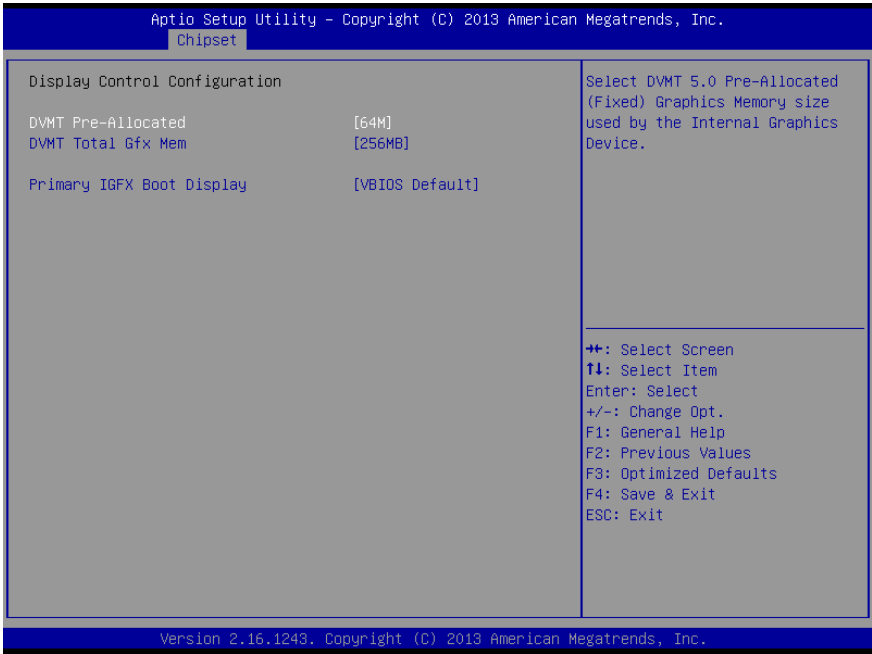 Aptio Setup Utility – Copyright (C) 2013 American Megatrends, Inc.
Chipset
Display Control Configuration
DVMT Pre-Allocated [64M]
DVMT Total Gfx Mem [256MB]
Primary IGFX Boot Display [VBIOS Default]
Select DVMT 5.0 Pre-Allocated
(Fixed) Graphics Memory size
used by the Internal Graphics
Device.
→←: Select Screen
↑↓: Select Item
Enter: Select
+/-: Change Opt.
F1: General Help
F2: Previous Values
F3: Optimized Defaults
F4: Save & Exit
ESC: Exit
Version 2.16.1243. Copyright (C) 2013 American Megatrends, Inc.